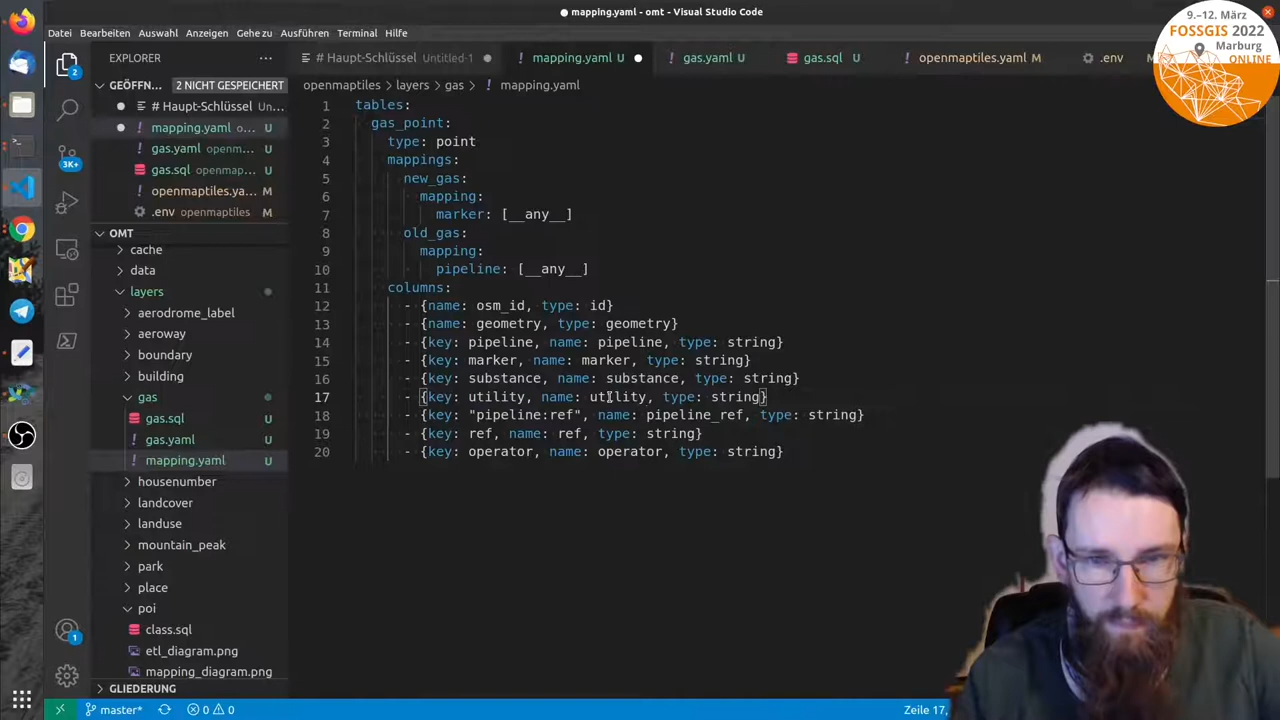 mapping.yaml - omt - Visual Studio Code
Datei Bearbeiten Auswahl Anzeigen Gehe zu Ausführen Terminal Hilfe
9.–12. März
FOSSGIS 2022
Marburg
ONLINE
EXPLORER
# Haupt-Schlüssel Untitled-1
mapping.yaml U
gas.yaml U
gas.sql U
openmaptiles.yaml M
.env
openmaptiles > layers > gas > mapping.yaml
GEÖFFN... 2 NICHT GESPEICHERT
# Haupt-Schlüssel Un...
mapping.yaml o... U
gas.yaml openm... U
gas.sql openmap... U
openmaptiles.ya... M
.env openmaptiles M
OMT
cache
data
layers
aerodrome_label
aeroway
boundary
building
gas
gas.sql U
gas.yaml U
mapping.yaml U
housenumber
landcover
landuse
mountain_peak
park
place
poi
class.sql
etl_diagram.png
mapping_diagram.png
GLIEDERUNG
2
3K+
1
1 tables:
2 gas_point:
3 type: point
4 mappings:
5 new_gas:
6 mapping:
7 marker: [__any__]
8 old_gas:
9 mapping:
10 pipeline: [__any__]
11 columns:
12 - {name: osm_id, type: id}
13 - {name: geometry, type: geometry}
14 - {key: pipeline, name: pipeline, type: string}
15 - {key: marker, name: marker, type: string}
16 - {key: substance, name: substance, type: string}
17 - {key: utility, name: utility, type: string}
18 - {key: "pipeline:ref", name: pipeline_ref, type: string}
19 - {key: ref, name: ref, type: string}
20 - {key: operator, name: operator, type: string}
master* 0 0 Zeile 17,